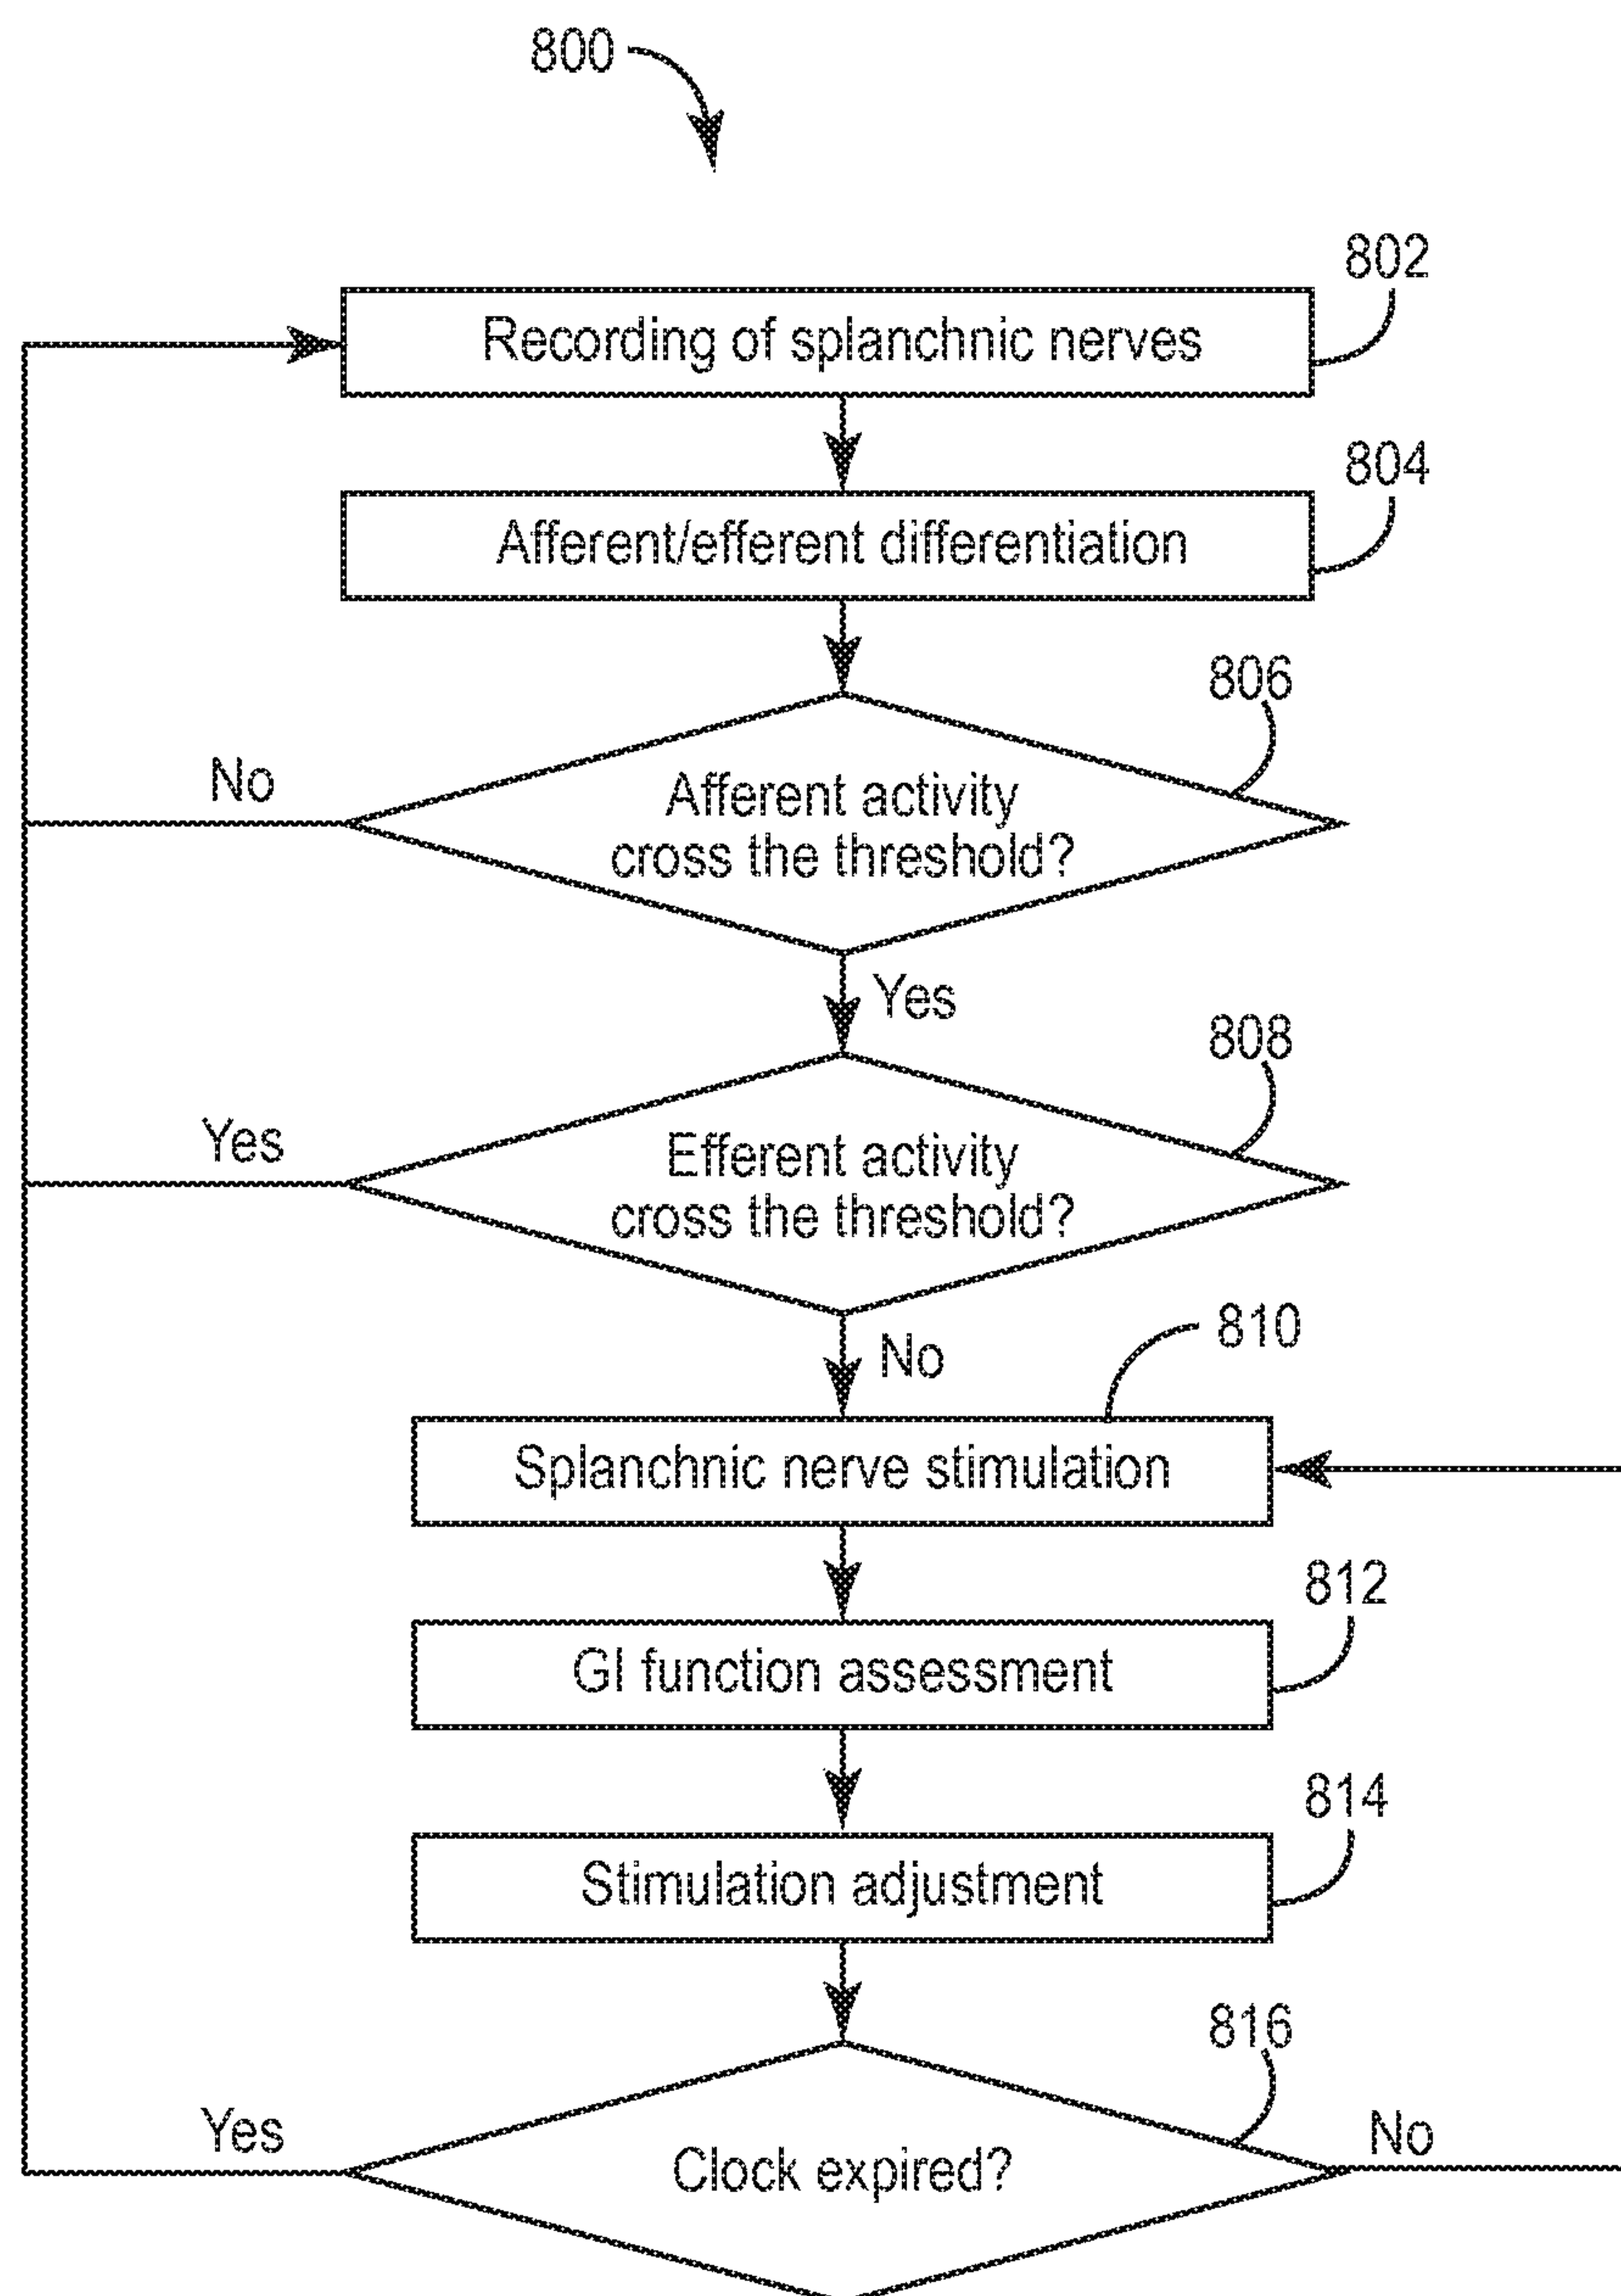 800
802
Recording of splanchnic nerves
804
Afferent/efferent differentiation
806
No
Afferent activity
cross the threshold?
Yes
808
Yes
Efferent activity
cross the threshold?
810
No
Splanchnic nerve stimulation
812
GI function assessment
814
Stimulation adjustment
816
Yes
No
Clock expired?